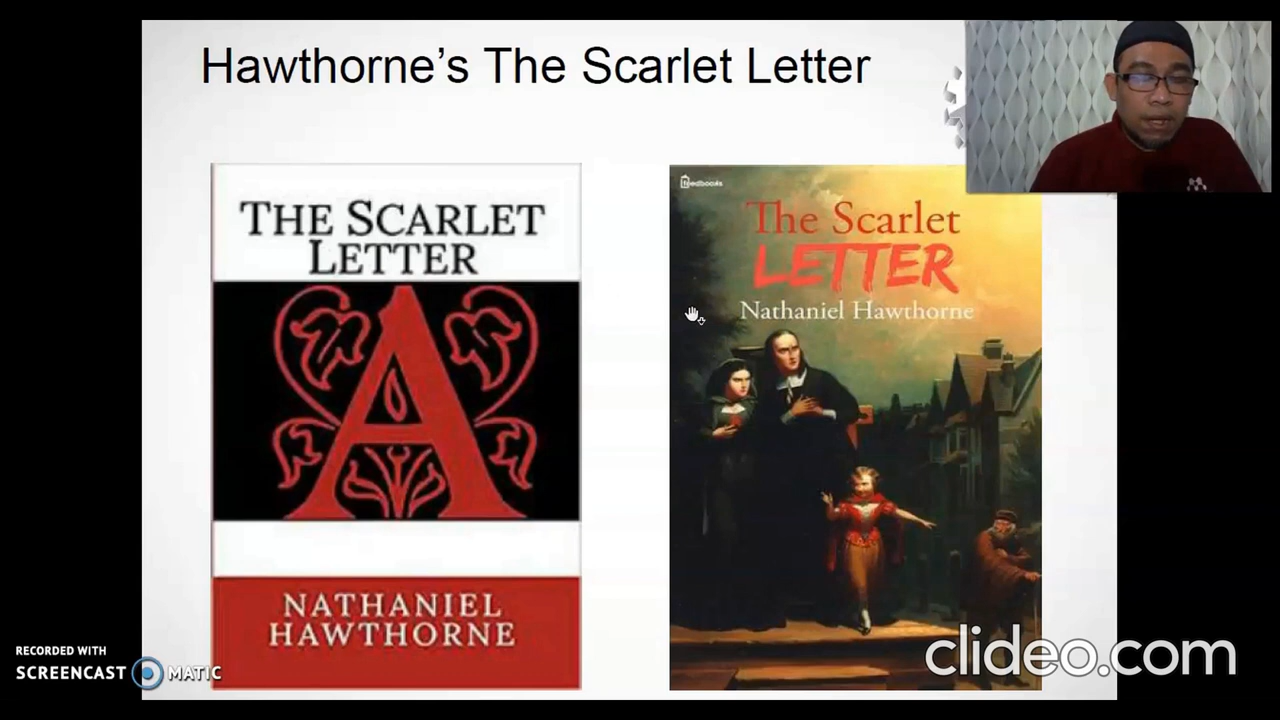 Hawthorne's The Scarlet Letter
THE SCARLET
LETTER
NATHANIEL
HAWTHORNE
feedbooks
The Scarlet
LETTER
Nathaniel Hawthorne
RECORDED WITH
SCREENCAST MATIC
clideo.com